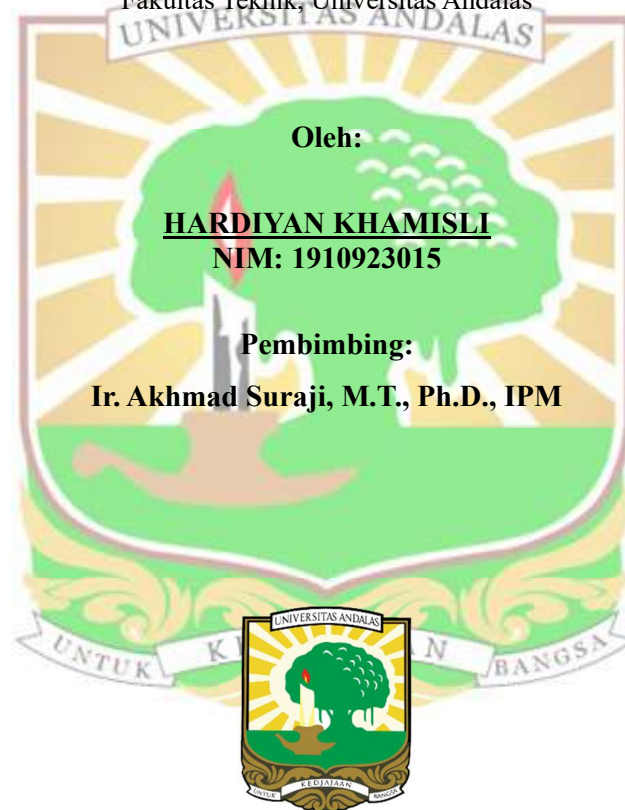 Fakultas Teknik, Universitas Andalas
UNIVERSITAS ANDALAS
Oleh:
HARDIYAN KHAMISLI
NIM: 1910923015
Pembimbing:
Ir. Akhmad Suraji, M.T., Ph.D., IPM
UNIVERSITAS ANDALAS
UNTUK K N BANGSA
UNTUK KEDJAJAAN BANGSA